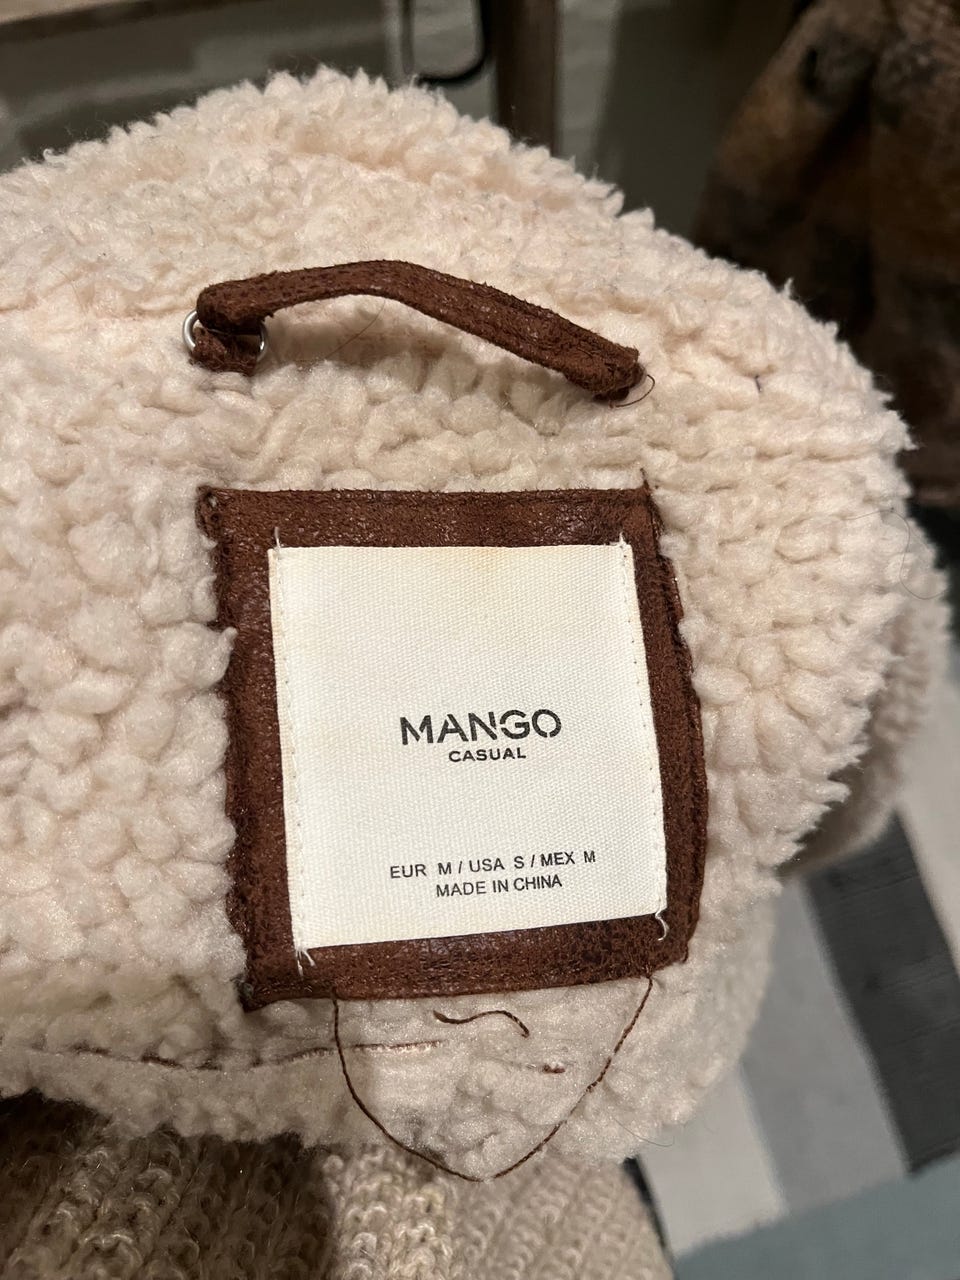 MANGO
CASUAL
EUR M / USA S / MEX M
MADE IN CHINA